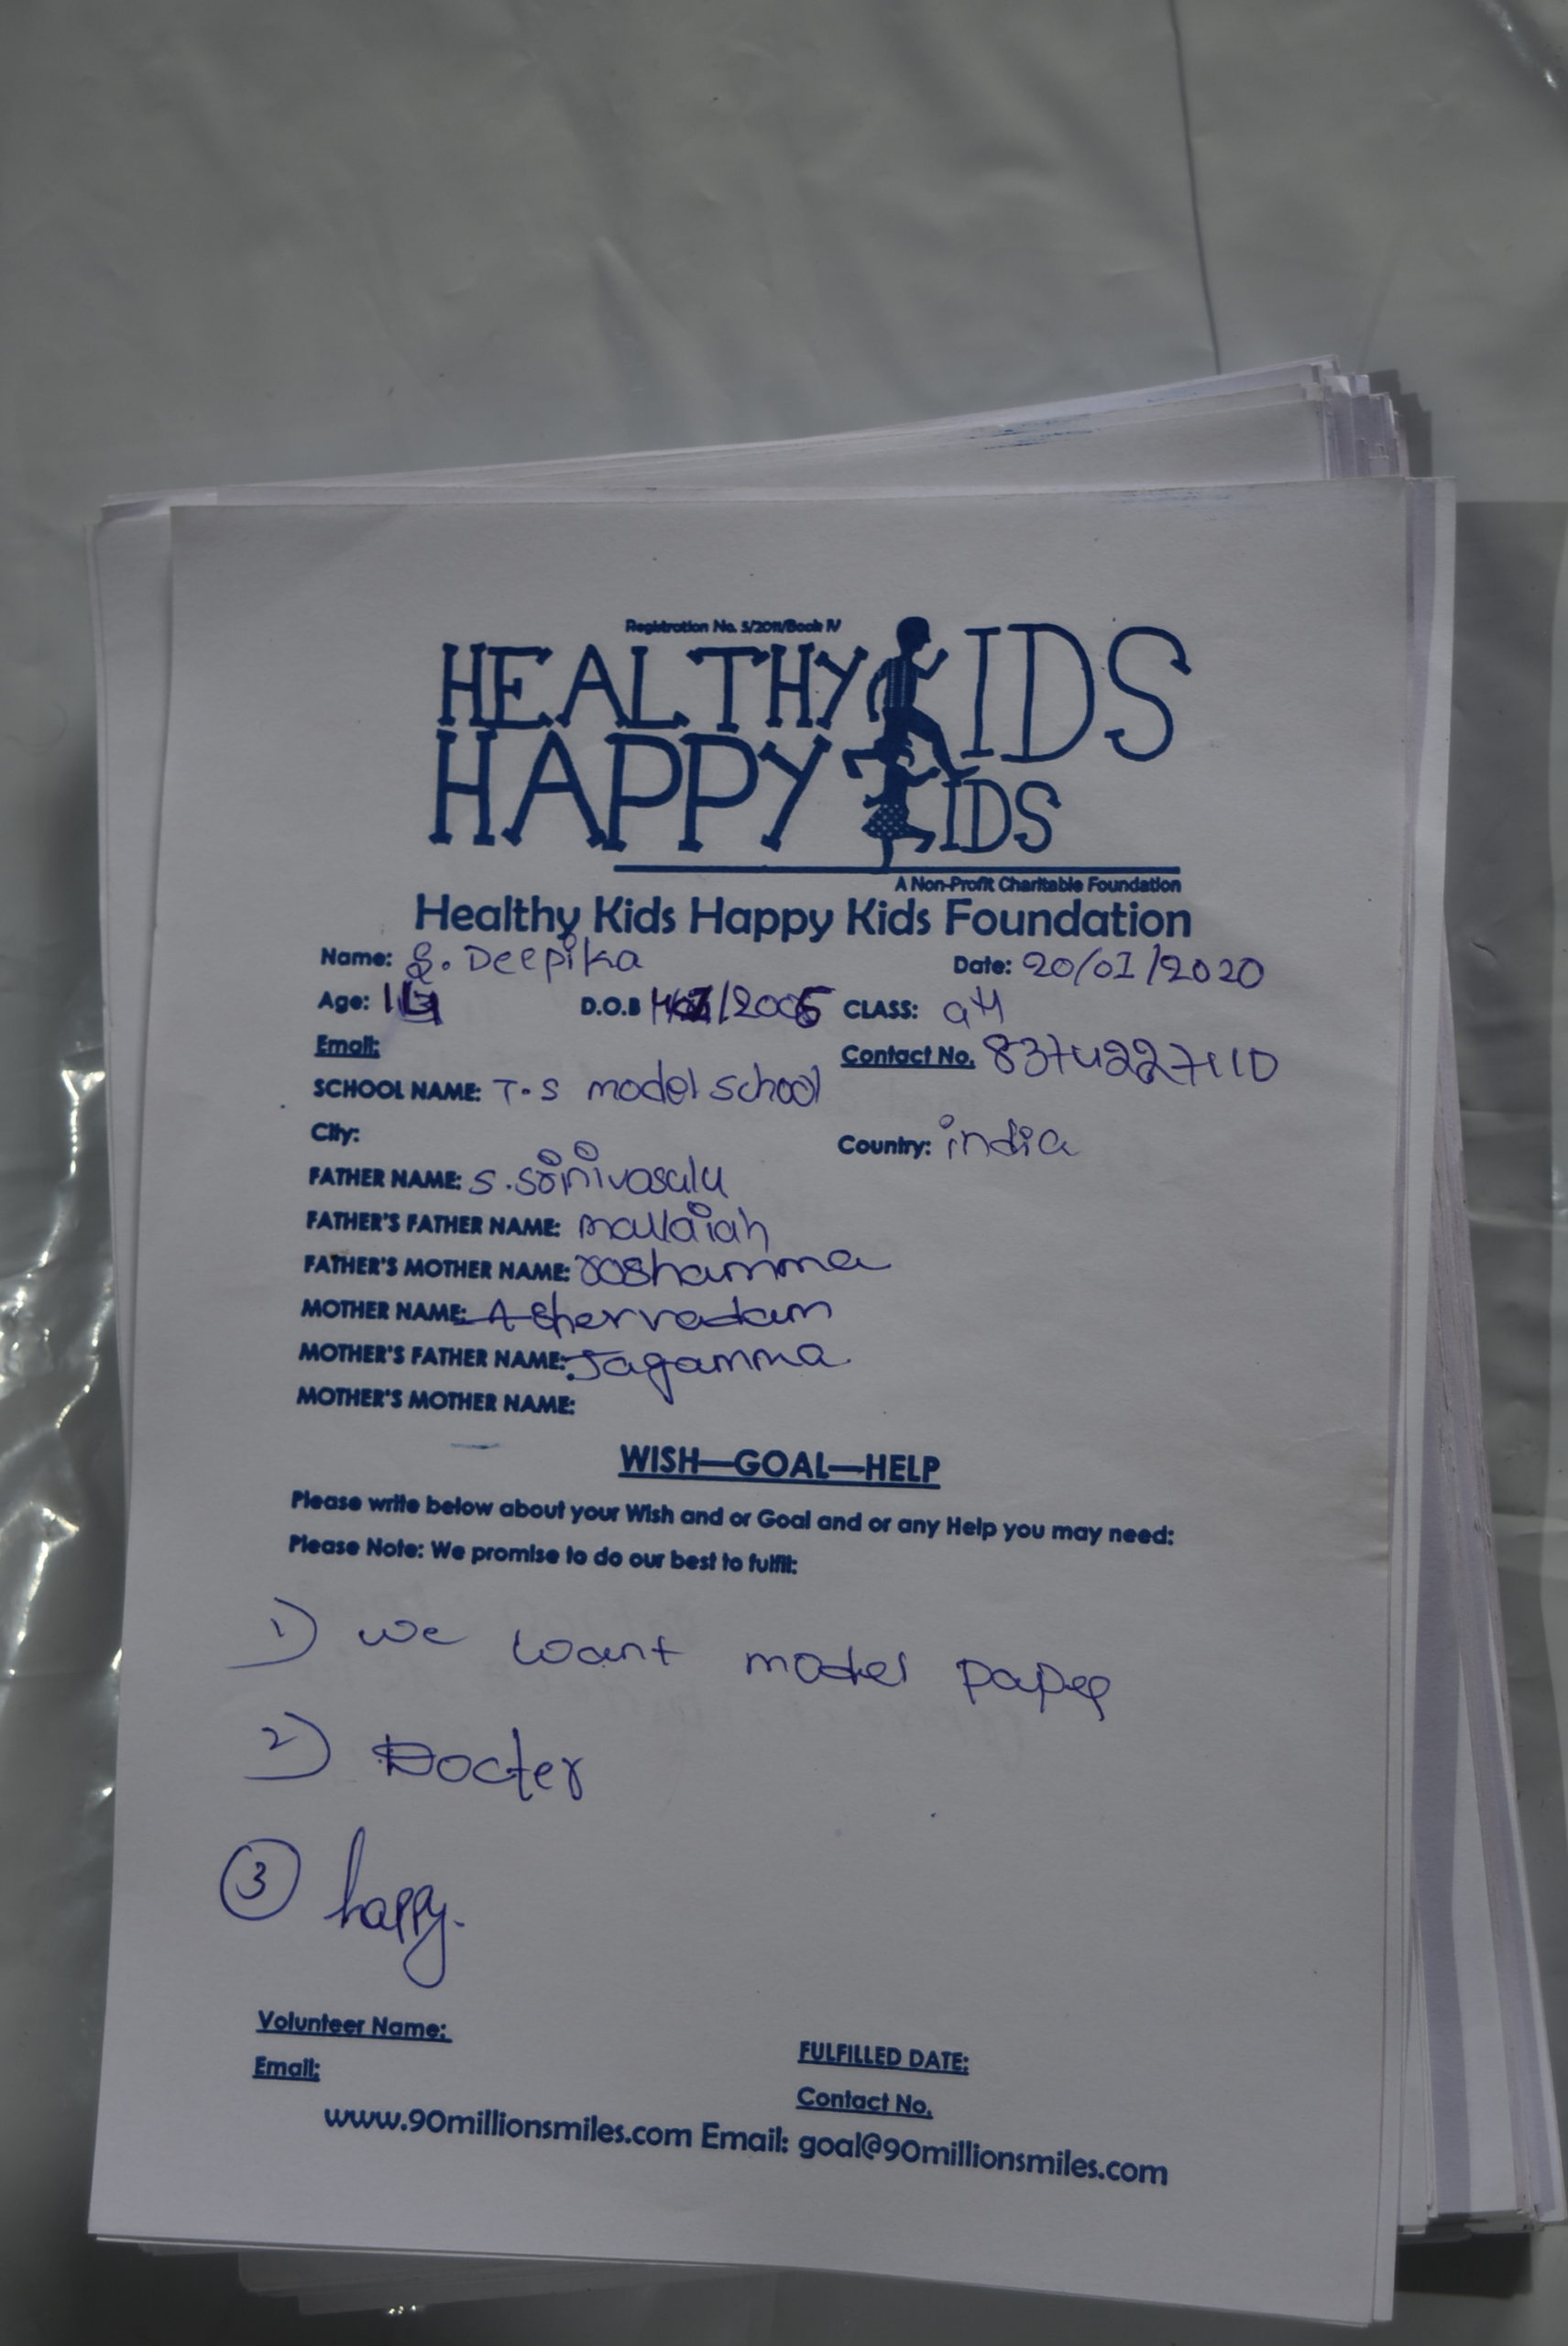 Registration No. 5/2011/Book IV
HEALTHY KIDS
HAPPY KIDS
A Non-Profit Charitable Foundation
Healthy Kids Happy Kids Foundation
Name: S. Deepika Date: 20/01/2020
Age: 14 D.O.B /2005 CLASS: 9th
Email: Contact No. 8374227110
SCHOOL NAME: T.S model school
City: Country: india
FATHER NAME: S. Srinivasulu
FATHER'S FATHER NAME: mallaiah
FATHER'S MOTHER NAME: roshamma
MOTHER NAME: Ashervadam
MOTHER'S FATHER NAME: Jagamma
MOTHER'S MOTHER NAME:
WISH—GOAL—HELP
Please write below about your Wish and or Goal and or any Help you may need:
Please Note: We promise to do our best to fulfil:
1) we want model paper
2) Docter
3 happy.
Volunteer Name: FULFILLED DATE:
Email: Contact No.
www.90millionsmiles.com Email: goal@90millionsmiles.com